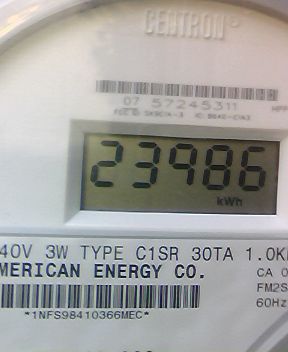 CENTRON
07 57245311
23986
kWh
40V 3W TYPE C1SR 30TA 1.0K
MERICAN ENERGY CO.
CA 0
FM2S
60Hz
*1NFS98410366MEC*